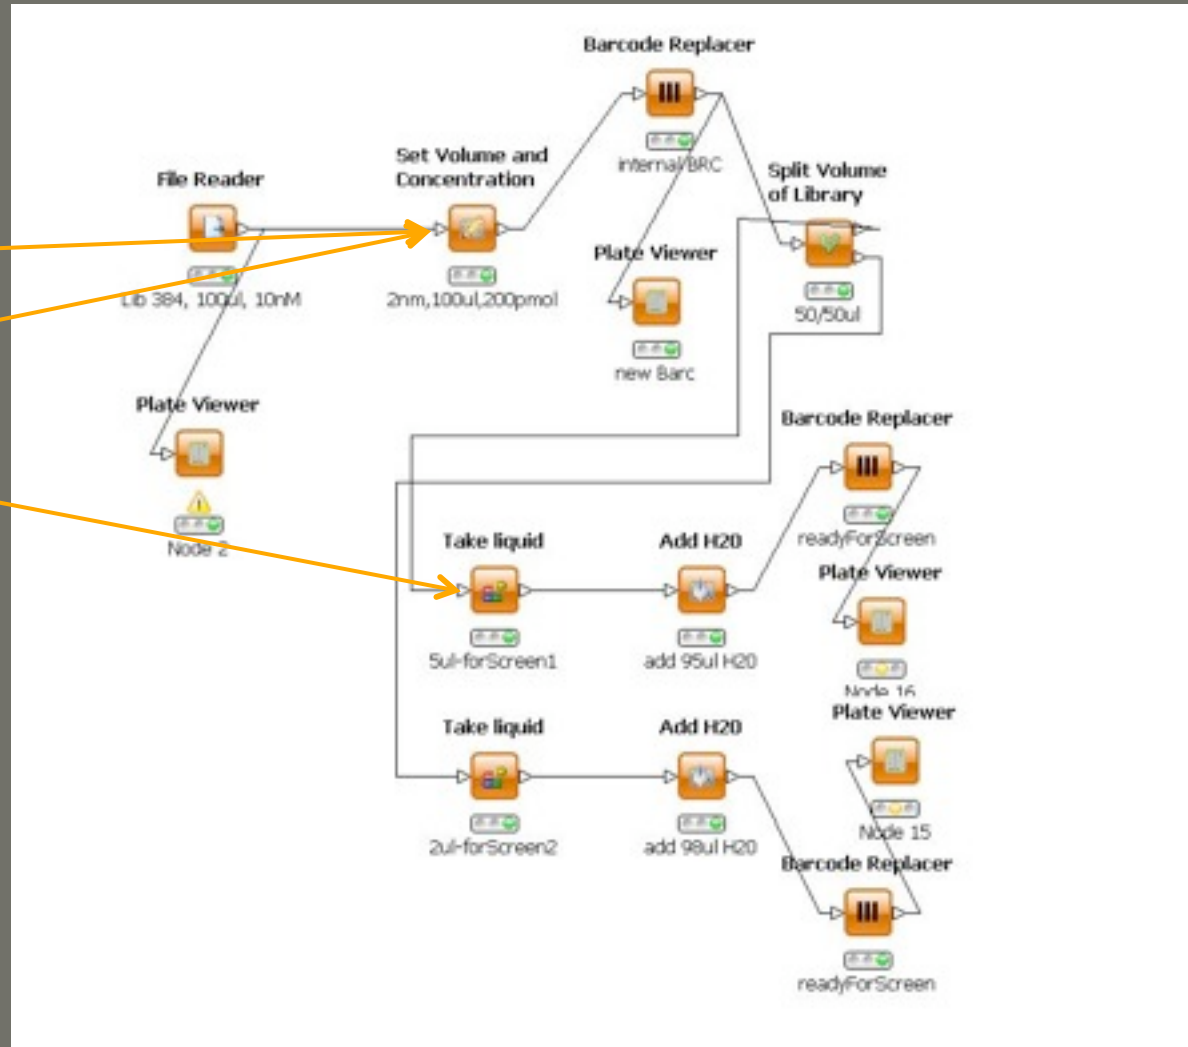 Barcode Replacer
internal/BRC
Set Volume and
Concentration
2nm,100ul,200pmol
File Reader
Lib 384, 100ul, 10nM
Split Volume
of Library
50/50ul
Plate Viewer
new Barc
Plate Viewer
Node 2
Barcode Replacer
readyForScreen
Take liquid
5ul-forScreen1
Add H20
add 95ul H20
Plate Viewer
Node 16
Plate Viewer
Node 15
Take liquid
2ul-forScreen2
Add H20
add 98ul H20
Barcode Replacer
readyForScreen